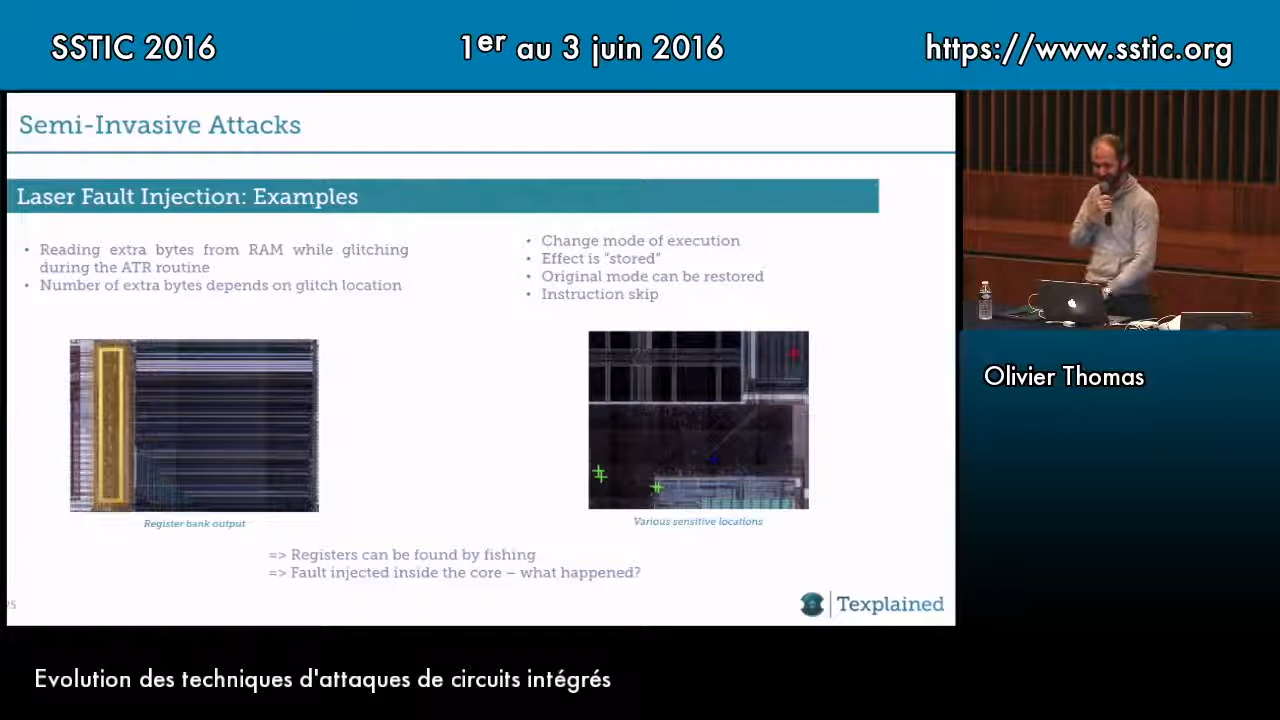 SSTIC 2016
1er au 3 juin 2016
https://www.sstic.org
Semi-Invasive Attacks
Laser Fault Injection: Examples
• Reading extra bytes from RAM while glitching
during the ATR routine
• Number of extra bytes depends on glitch location
• Change mode of execution
• Effect is “stored”
• Original mode can be restored
• Instruction skip
Register bank output
Various sensitive locations
=> Registers can be found by fishing
=> Fault injected inside the core – what happened?
Texplained
Olivier Thomas
Evolution des techniques d'attaques de circuits intégrés